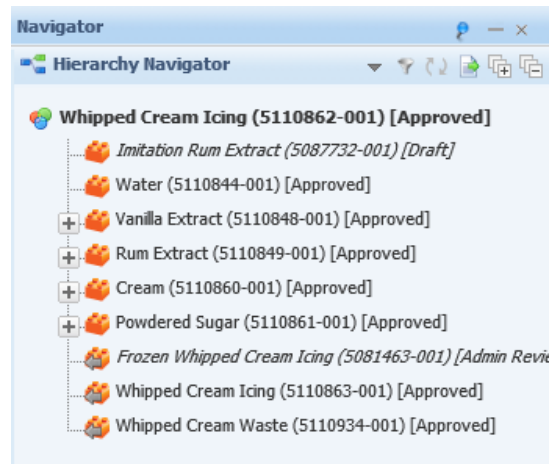 Navigator
Hierarchy Navigator
Whipped Cream Icing (5110862-001) [Approved]
Imitation Rum Extract (5087732-001) [Draft]
Water (5110844-001) [Approved]
Vanilla Extract (5110848-001) [Approved]
Rum Extract (5110849-001) [Approved]
Cream (5110860-001) [Approved]
Powdered Sugar (5110861-001) [Approved]
Frozen Whipped Cream Icing (5081463-001) [Admin Revie
Whipped Cream Icing (5110863-001) [Approved]
Whipped Cream Waste (5110934-001) [Approved]